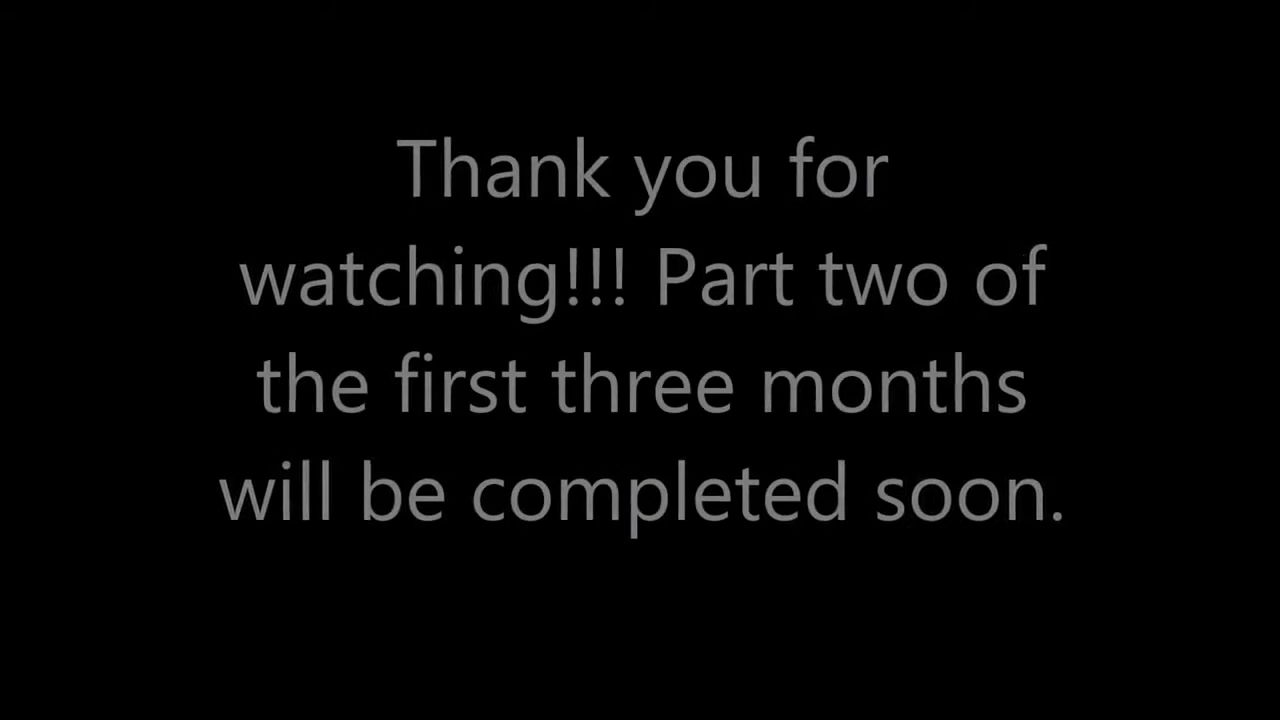 Thank you for
watching!!! Part two of
the first three months
will be completed soon.